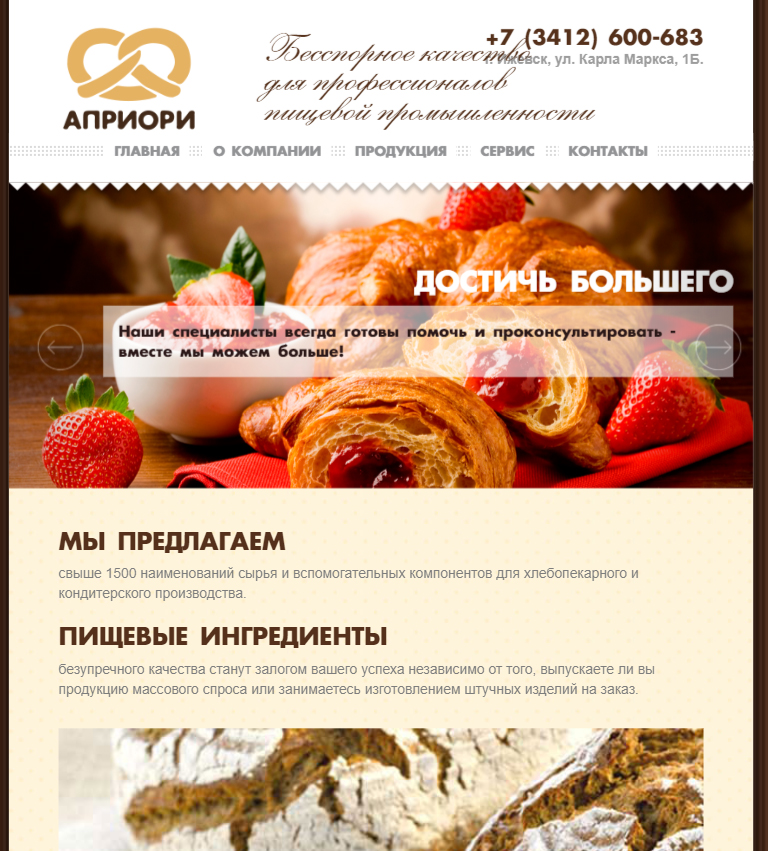 АПРИОРИ
Бесспорное качество
для профессионалов
пищевой промышленности
+7 (3412) 600-683
г. Ижевск, ул. Карла Маркса, 1Б.
ГЛАВНАЯ О КОМПАНИИ ПРОДУКЦИЯ СЕРВИС КОНТАКТЫ
ДОСТИЧЬ БОЛЬШЕГО
Наши специалисты всегда готовы помочь и проконсультировать -
вместе мы можем больше!
МЫ ПРЕДЛАГАЕМ
свыше 1500 наименований сырья и вспомогательных компонентов для хлебопекарного и
кондитерского производства.
ПИЩЕВЫЕ ИНГРЕДИЕНТЫ
безупречного качества станут залогом вашего успеха независимо от того, выпускаете ли вы
продукцию массового спроса или занимаетесь изготовлением штучных изделий на заказ.